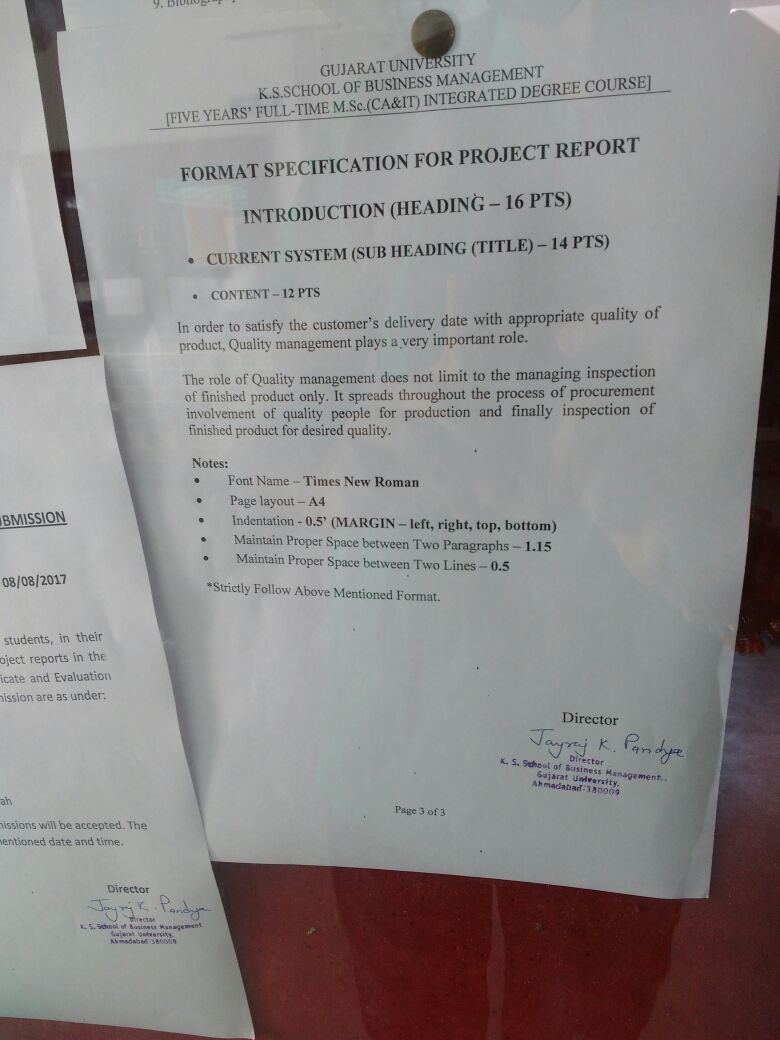 9. Bibliography
GUJARAT UNIVERSITY
K.S.SCHOOL OF BUSINESS MANAGEMENT
[FIVE YEARS' FULL-TIME M.Sc.(CA&IT) INTEGRATED DEGREE COURSE]
FORMAT SPECIFICATION FOR PROJECT REPORT
INTRODUCTION (HEADING – 16 PTS)
• CURRENT SYSTEM (SUB HEADING (TITLE) – 14 PTS)
• CONTENT – 12 PTS
In order to satisfy the customer's delivery date with appropriate quality of
product, Quality management plays a very important role.
The role of Quality management does not limit to the managing inspection
of finished product only. It spreads throughout the process of procurement
involvement of quality people for production and finally inspection of
finished product for desired quality.
Notes:
• Font Name – Times New Roman
• Page layout – A4
• Indentation - 0.5' (MARGIN – left, right, top, bottom)
• Maintain Proper Space between Two Paragraphs – 1.15
• Maintain Proper Space between Two Lines – 0.5
*Strictly Follow Above Mentioned Format.
Director
Jayraj K. Pandya
Director
K. S. School of Business Management.
Gujarat University,
Ahmedabad-380009
Page 3 of 3
BMISSION
08/08/2017
students, in their
oject reports in the
icate and Evaluation
mission are as under:
ah
missions will be accepted. The
mentioned date and time.
Director
Jayraj K. Pandya
Director
K. S. School of Business Management
Gujarat University,
Ahmedabad-380009